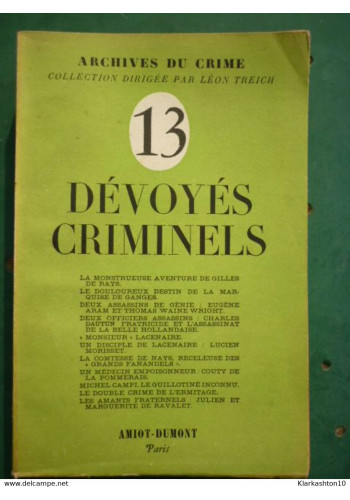 ARCHIVES DU CRIME
COLLECTION DIRIGÉE PAR LÉON TREICH
13
DÉVOYÉS
CRIMINELS
LA MONSTRUEUSE AVENTURE DE GILLES
DE RAYS.
LE DOULOUREUX DESTIN DE LA MAR-
QUISE DE GANGES.
DEUX ASSASSINS DE GÉNIE : EUGÈNE
ARAM ET THOMAS WAINE WRIGHT.
DEUX OFFICIERS ASSASSINS : CHARLES
DAUTUN FRATRICIDE ET L'ASSASSINAT
DE LA BELLE HOLLANDAISE.
« MONSIEUR » LACENAIRE.
UN DISCIPLE DE LACENAIRE : LUCIEN
MORISSET.
LA COMTESSE DE NAYS, RECELEUSE DES
« GRANDS FANANDELS ».
UN MÉDECIN EMPOISONNEUR : COUTY DE
LA POMMERAIS.
MICHEL CAMPI, LE GUILLOTINÉ INCONNU.
LE DOUBLE CRIME DE L'ERMITAGE.
LES AMANTS FRATERNELS JULIEN ET
MARGUERITE DE RAVALET.
AMIOT-DUMONT
Paris
delcampe.net
Klarkashton10